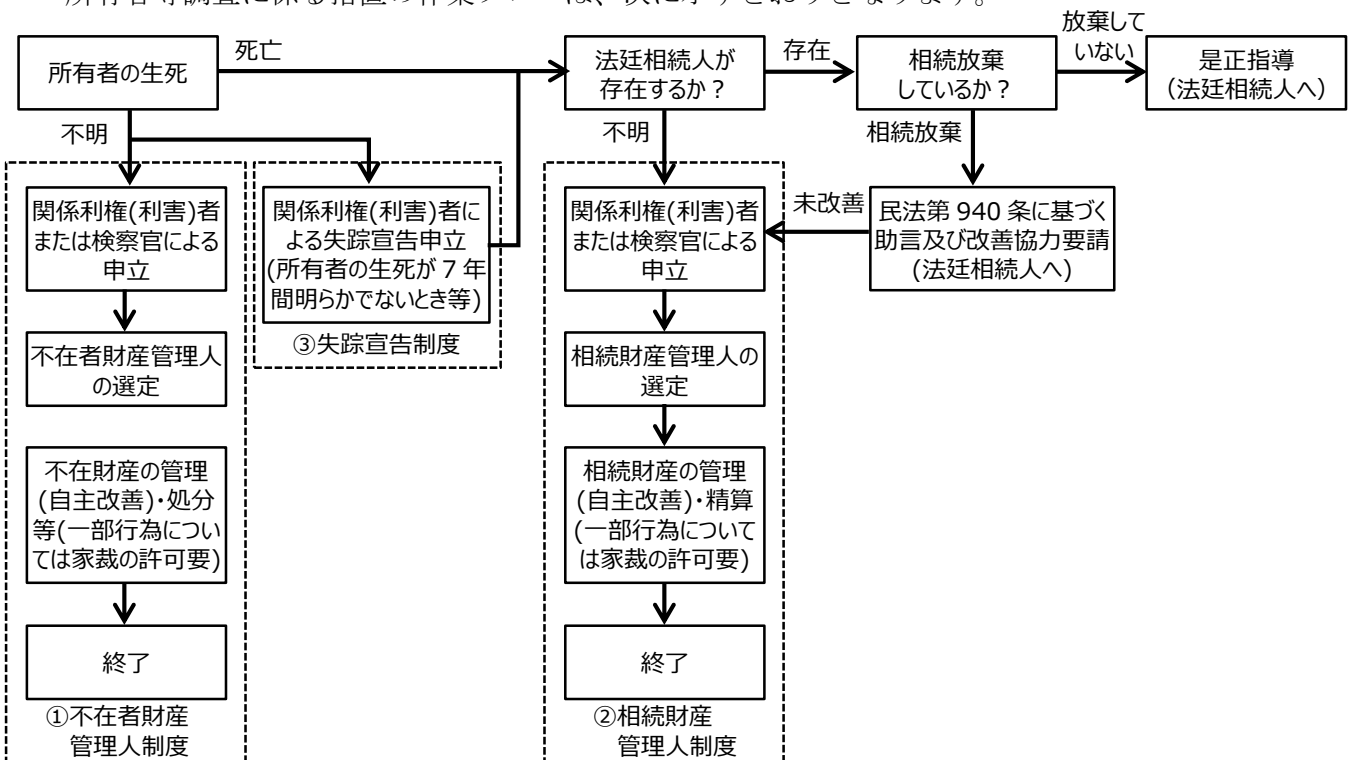 所有者等調査に係る措置の作業フローは、次に示すとおりとなります。
所有者の生死
死亡
法廷相続人が
存在するか？
存在
相続放棄
しているか？
放棄して
いない
是正指導
（法廷相続人へ）
不明
不明
相続放棄
関係利権(利害)者
または検察官による
申立
関係利権(利害)者に
よる失踪宣告申立
(所有者の生死が７年
間明らかでないとき等)
③失踪宣告制度
関係利権(利害)者
または検察官による
申立
未改善
民法第 940 条に基づく
助言及び改善協力要請
(法廷相続人へ)
不在者財産管理人
の選定
相続財産管理人の
選定
不在財産の管理
(自主改善)・処分
等(一部行為につい
ては家裁の許可要)
相続財産の管理
(自主改善)・精算
(一部行為について
は家裁の許可要)
終了
終了
①不在者財産
管理人制度
②相続財産
管理人制度